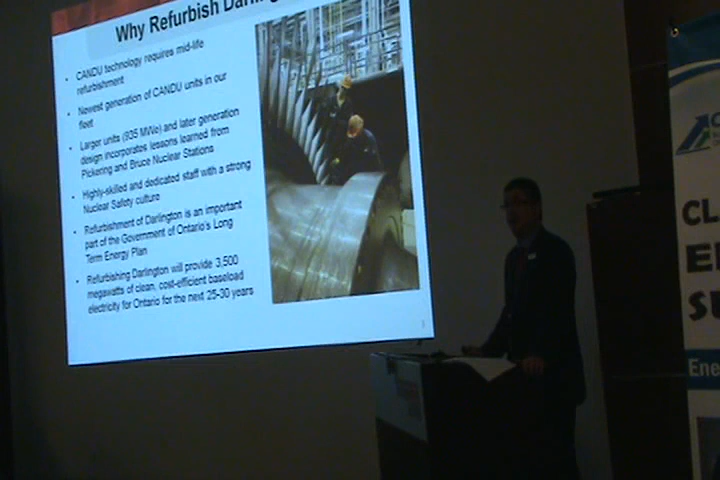 Why Refurbish
• CANDU technology requires mid-life
refurbishment
• Newest generation of CANDU units in our
fleet
• Larger units (935 MWe) and later generation
design incorporates lessons learned from
Pickering and Bruce Nuclear Stations
• Highly-skilled and dedicated staff with a strong
Nuclear Safety culture
• Refurbishment of Darlington is an important
part of the Government of Ontario's Long
Term Energy Plan
• Refurbishing Darlington will provide 3,500
megawatts of clean, cost-efficient baseload
electricity for Ontario for the next 25-30 years
3
CL
E
S
Ene